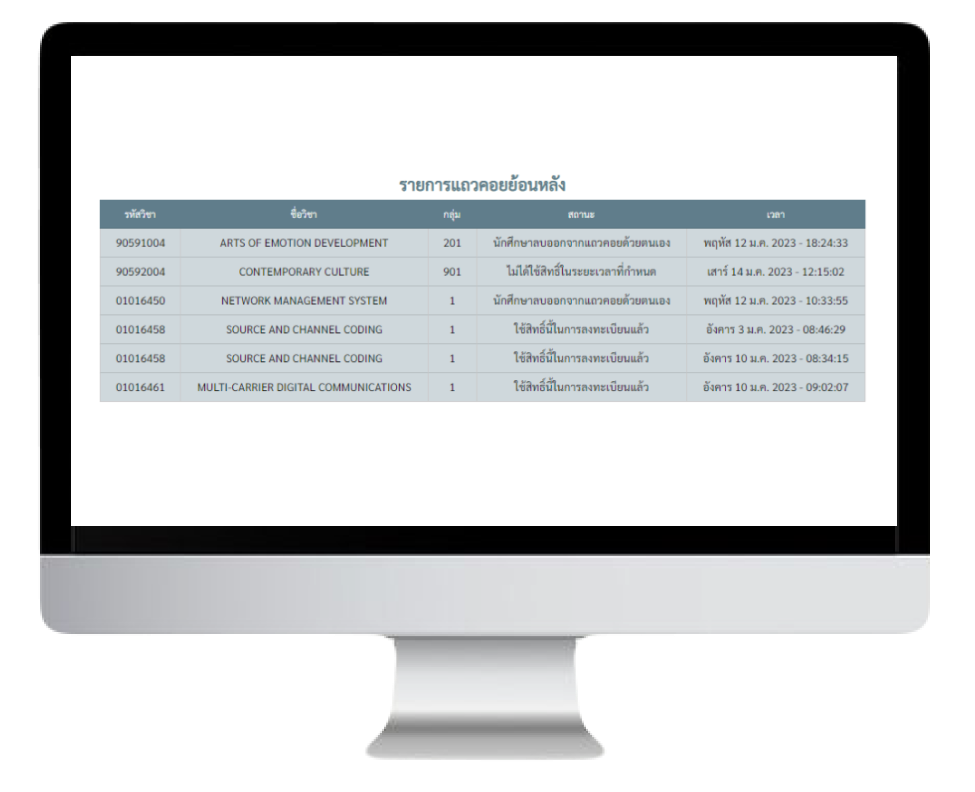 รายการแถวคอยย้อนหลัง
รหัสวิชา ชื่อวิชา กลุ่ม สถานะ เวลา
90591004 ARTS OF EMOTION DEVELOPMENT 201 นักศึกษาลบออกจากแถวคอยด้วยตนเอง พฤหัส 12 ม.ค. 2023 - 18:24:33
90592004 CONTEMPORARY CULTURE 901 ไม่ได้ใช้สิทธิ์ในระยะเวลาที่กำหนด เสาร์ 14 ม.ค. 2023 - 12:15:02
01016450 NETWORK MANAGEMENT SYSTEM 1 นักศึกษาลบออกจากแถวคอยด้วยตนเอง พฤหัส 12 ม.ค. 2023 - 10:33:55
01016458 SOURCE AND CHANNEL CODING 1 ใช้สิทธิ์นี้ในการลงทะเบียนแล้ว อังคาร 3 ม.ค. 2023 - 08:46:29
01016458 SOURCE AND CHANNEL CODING 1 ใช้สิทธิ์นี้ในการลงทะเบียนแล้ว อังคาร 10 ม.ค. 2023 - 08:34:15
01016461 MULTI-CARRIER DIGITAL COMMUNICATIONS 1 ใช้สิทธิ์นี้ในการลงทะเบียนแล้ว อังคาร 10 ม.ค. 2023 - 09:02:07